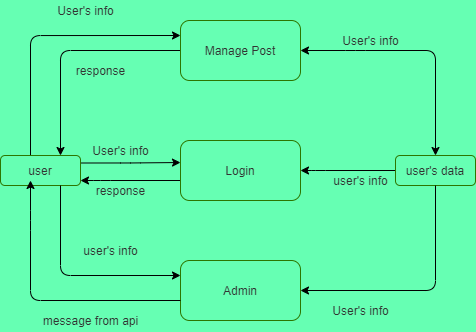 User's info
Manage Post
User's info
response
User's info
user
Login
user's data
response
user's info
user's info
Admin
message from api
User's info